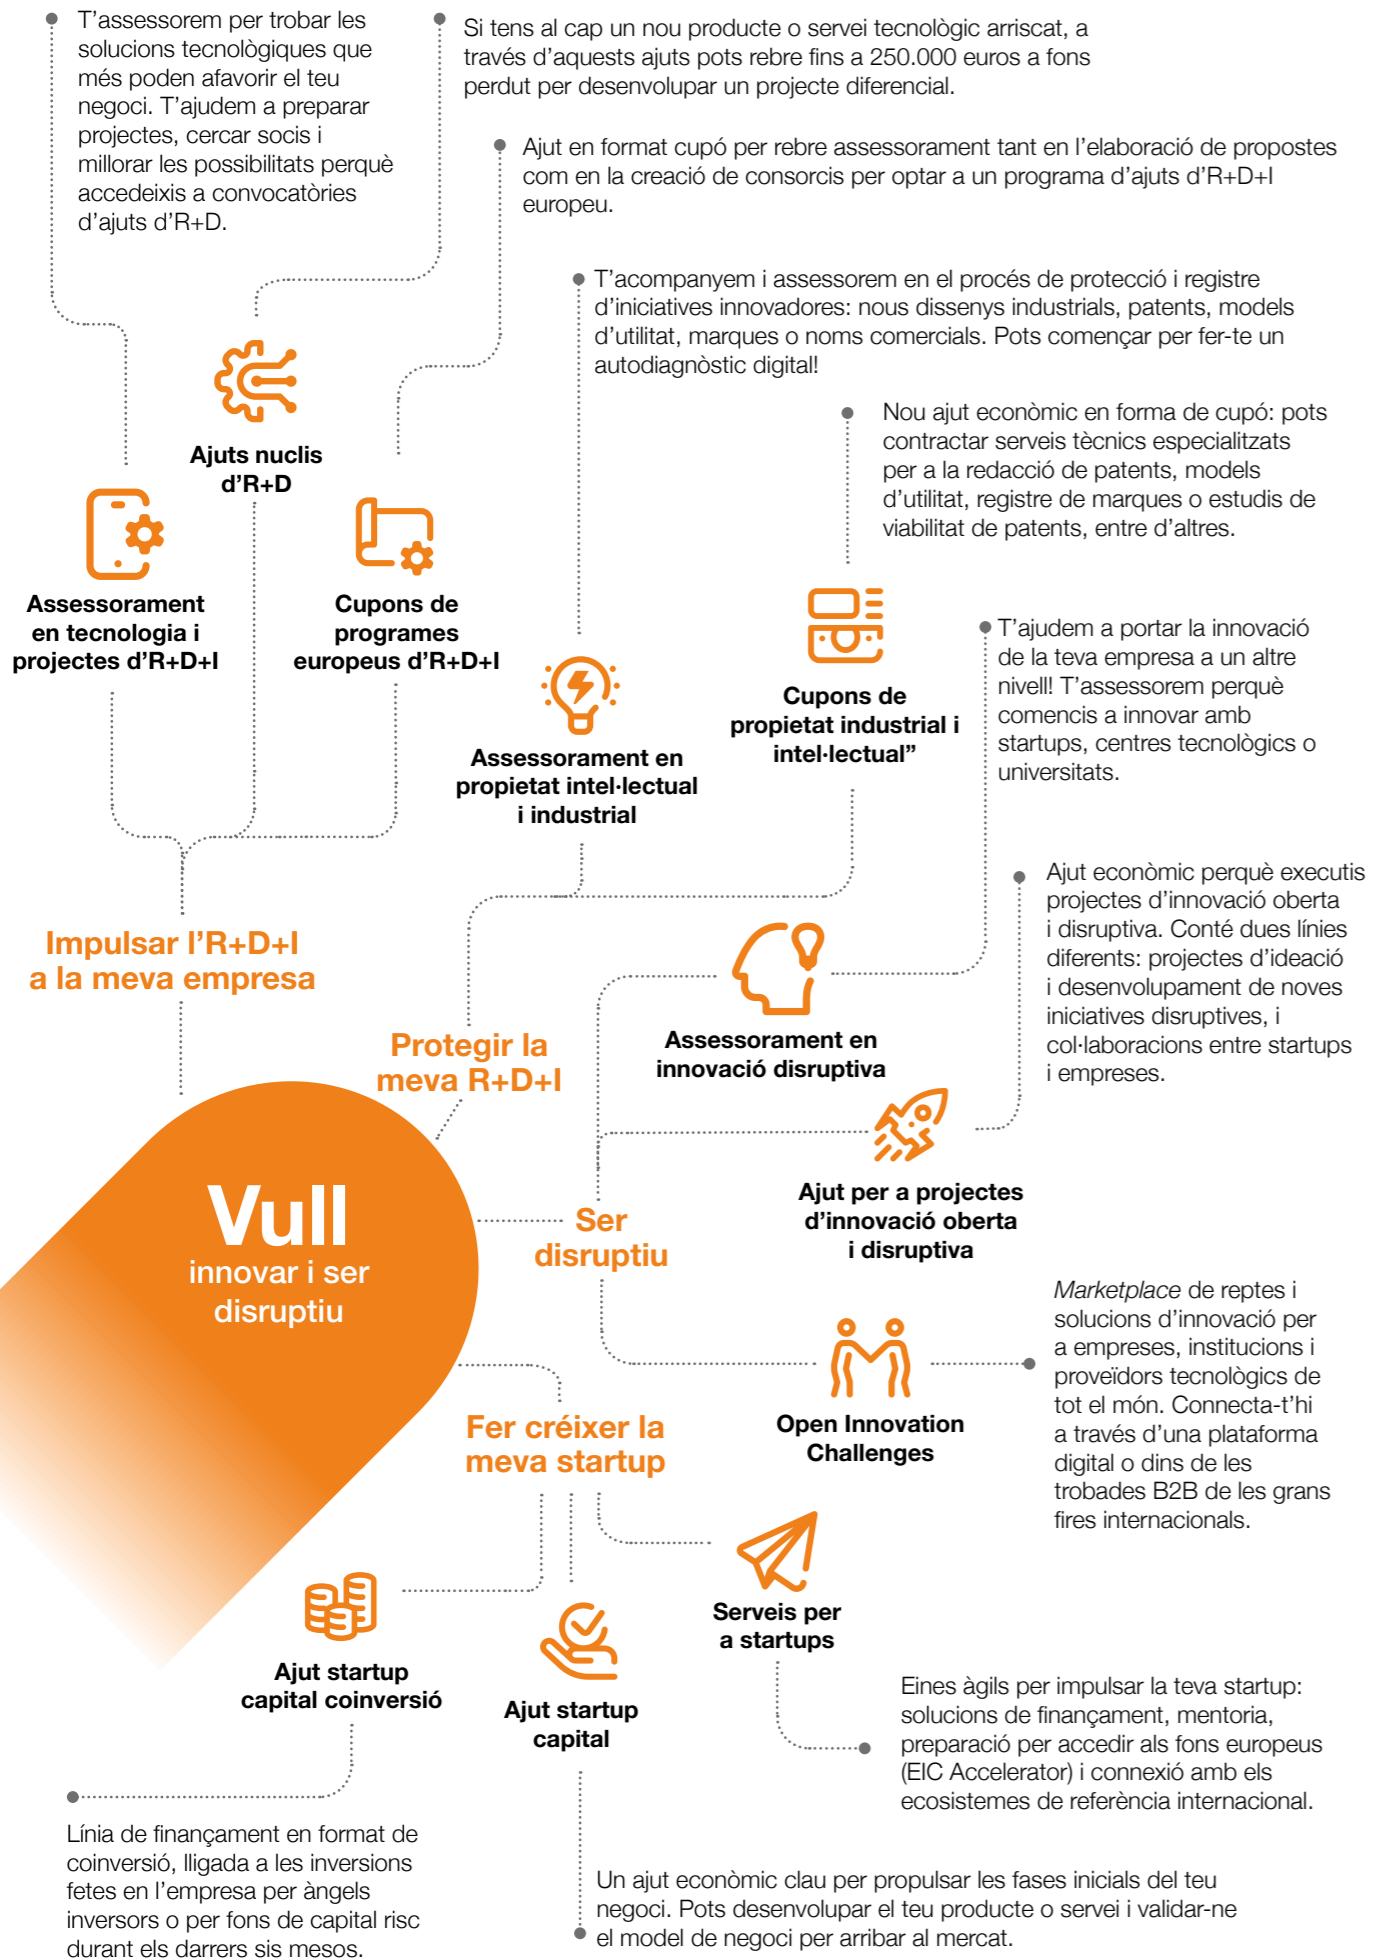 T’assessorem per trobar les
solucions tecnològiques que
més poden afavorir el teu
negoci. T’ajudem a preparar
projectes, cercar socis i
millorar les possibilitats perquè
accedeixis a convocatòries
d’ajuts d’R+D.
Si tens al cap un nou producte o servei tecnològic arriscat, a
través d’aquests ajuts pots rebre fins a 250.000 euros a fons
perdut per desenvolupar un projecte diferencial.
Ajut en format cupó per rebre assessorament tant en l’elaboració de propostes
com en la creació de consorcis per optar a un programa d’ajuts d’R+D+I
europeu.
T’acompanyem i assessorem en el procés de protecció i registre
d’iniciatives innovadores: nous dissenys industrials, patents, models
d’utilitat, marques o noms comercials. Pots començar per fer-te un
autodiagnòstic digital!
Nou ajut econòmic en forma de cupó: pots
contractar serveis tècnics especialitzats
per a la redacció de patents, models
d’utilitat, registre de marques o estudis de
viabilitat de patents, entre d’altres.
Ajuts nuclis
d’R+D
Assessorament
en tecnologia i
projectes d’R+D+I
Cupons de
programes
europeus d’R+D+I
Assessorament en
propietat intel·lectual
i industrial
Cupons de
propietat industrial i
intel·lectual”
T’ajudem a portar la innovació
de la teva empresa a un altre
nivell! T’assessorem perquè
comencis a innovar amb
startups, centres tecnològics o
universitats.
Ajut econòmic perquè executis
projectes d’innovació oberta
i disruptiva. Conté dues línies
diferents: projectes d’ideació
i desenvolupament de noves
iniciatives disruptives, i
col·laboracions entre startups
i empreses.
Impulsar l’R+D+I
a la meva empresa
Protegir la
meva R+D+I
Assessorament en
innovació disruptiva
Ajut per a projectes
d’innovació oberta
i disruptiva
Vull
innovar i ser
disruptiu
Ser
disruptiu
Marketplace de reptes i
solucions d’innovació per
a empreses, institucions i
proveïdors tecnològics de
tot el món. Connecta-t’hi
a través d’una plataforma
digital o dins de les
trobades B2B de les grans
fires internacionals.
Open Innovation
Challenges
Fer créixer la
meva startup
Serveis per
a startups
Ajut startup
capital coinversió
Ajut startup
capital
Eines àgils per impulsar la teva startup:
solucions de finançament, mentoria,
preparació per accedir als fons europeus
(EIC Accelerator) i connexió amb els
ecosistemes de referència internacional.
Línia de finançament en format de
coinversió, lligada a les inversions
fetes en l’empresa per àngels
inversors o per fons de capital risc
durant els darrers sis mesos.
Un ajut econòmic clau per propulsar les fases inicials del teu
negoci. Pots desenvolupar el teu producte o servei i validar-ne
el model de negoci per arribar al mercat.